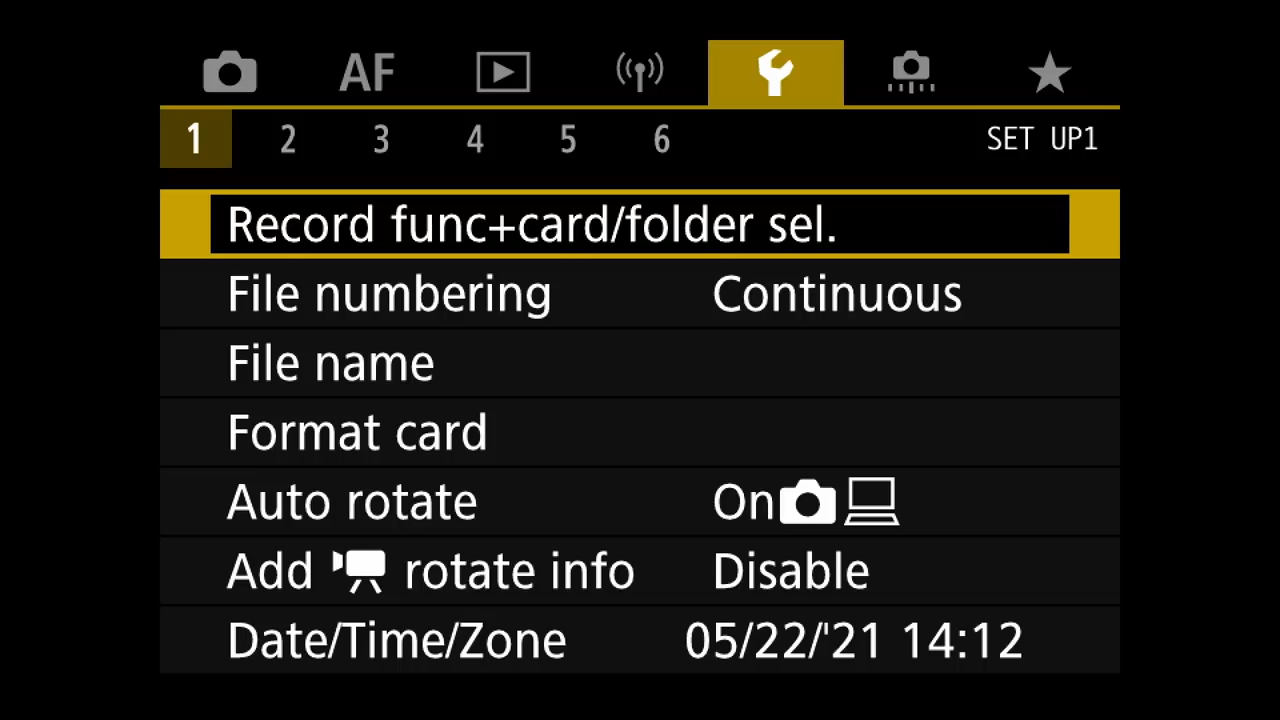 AF
1 2 3 4 5 6 SET UP1
Record func+card/folder sel.
File numbering Continuous
File name
Format card
Auto rotate On
Add rotate info Disable
Date/Time/Zone 05/22/'21 14:12